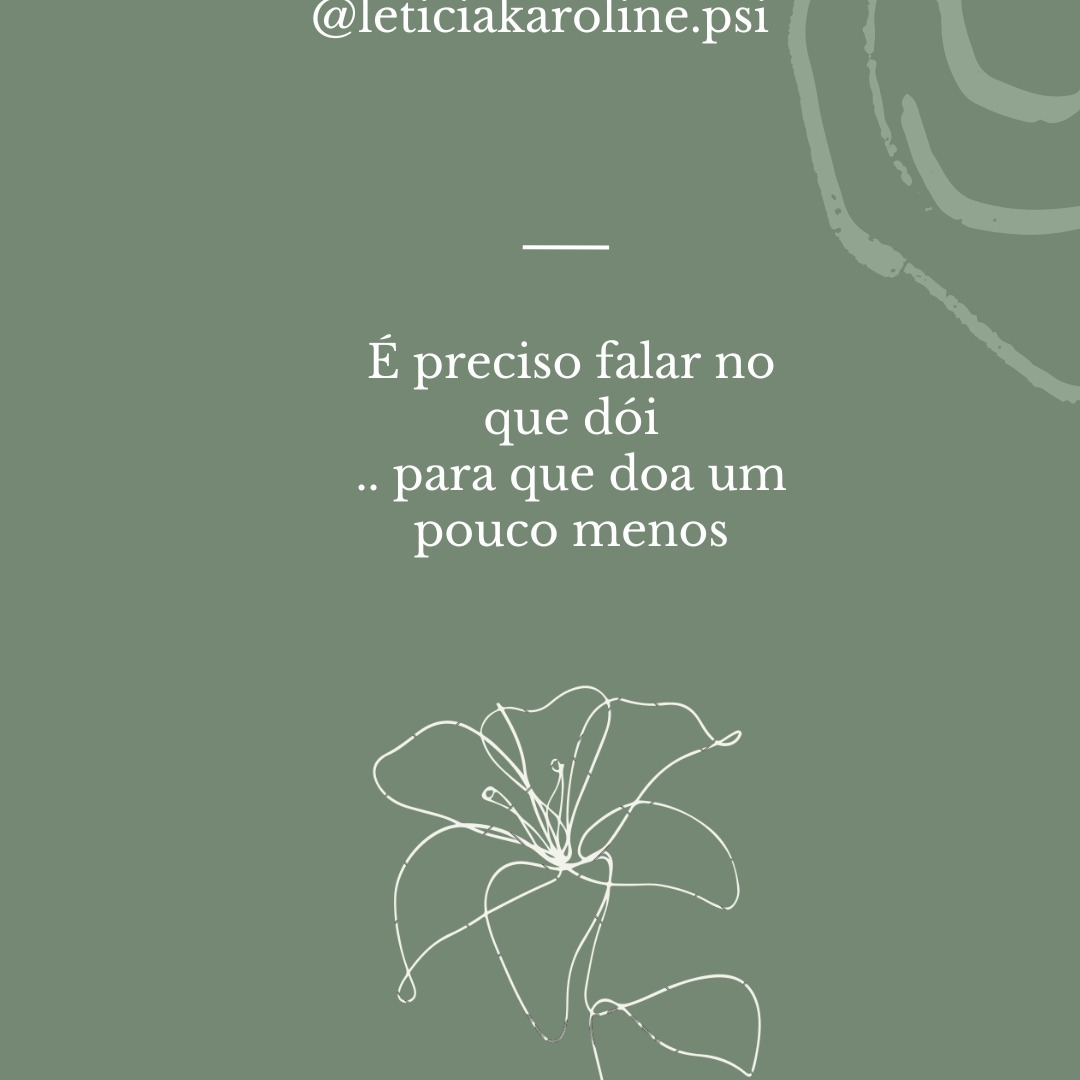 @leticiakaroline.psi
É preciso falar no
que dói
.. para que doa um
pouco menos